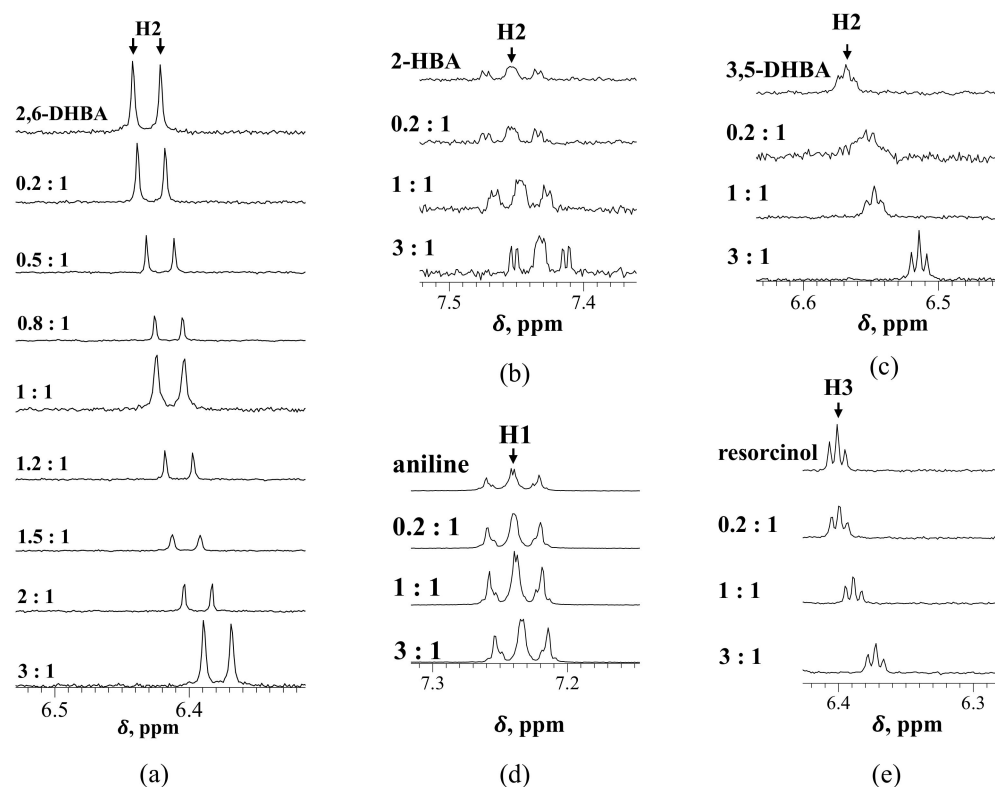 H2
2,6-DHBA
0.2 : 1
0.5 : 1
0.8 : 1
1 : 1
1.2 : 1
1.5 : 1
2 : 1
3 : 1
6.5 6.4
δ, ppm
(a)
H2
2-HBA
0.2 : 1
1 : 1
3 : 1
7.5 7.4
δ, ppm
(b)
H2
3,5-DHBA
0.2 : 1
1 : 1
3 : 1
6.6 6.5
δ, ppm
(c)
H1
aniline
0.2 : 1
1 : 1
3 : 1
7.3 7.2
δ, ppm
(d)
H3
resorcinol
0.2 : 1
1 : 1
3 : 1
6.4 6.3
δ, ppm
(e)